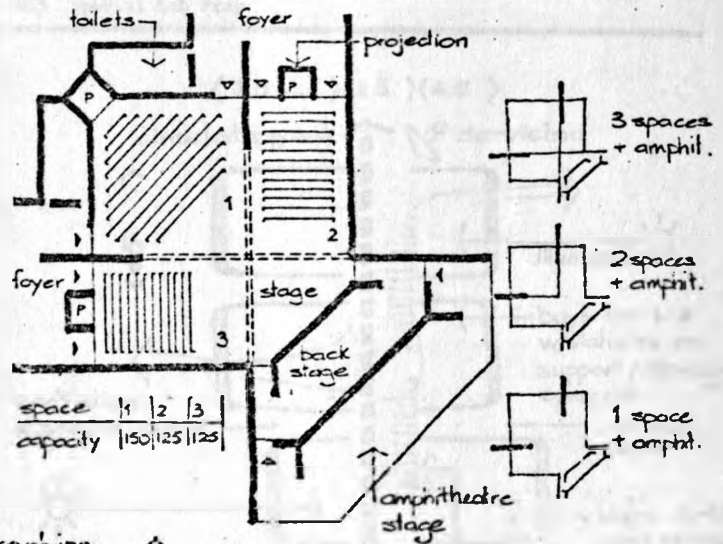 toilets
foyer
projection
P
P
1
2
3 spaces
+ amphit.
foyer
P
stage
2 spaces
+ amphit.
3
back
stage
space 1 2 3
capacity 150 125 125
1 space
+ amphit.
amphitheatre
stage